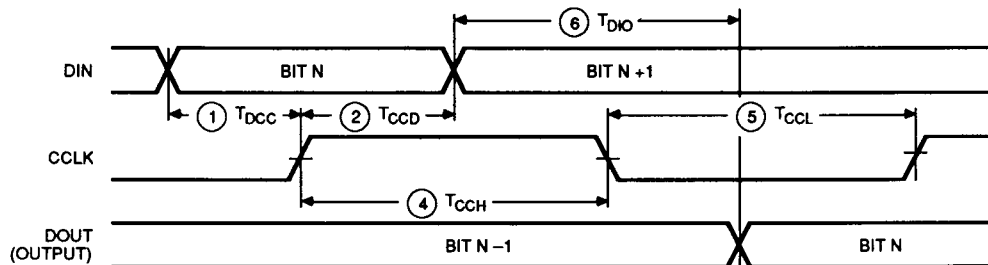 6 TDIO
DIN BIT N BIT N +1
1 TDCC 2 TCCD 5 TCCL
CCLK
4 TCCH
DOUT
(OUTPUT) BIT N –1 BIT N